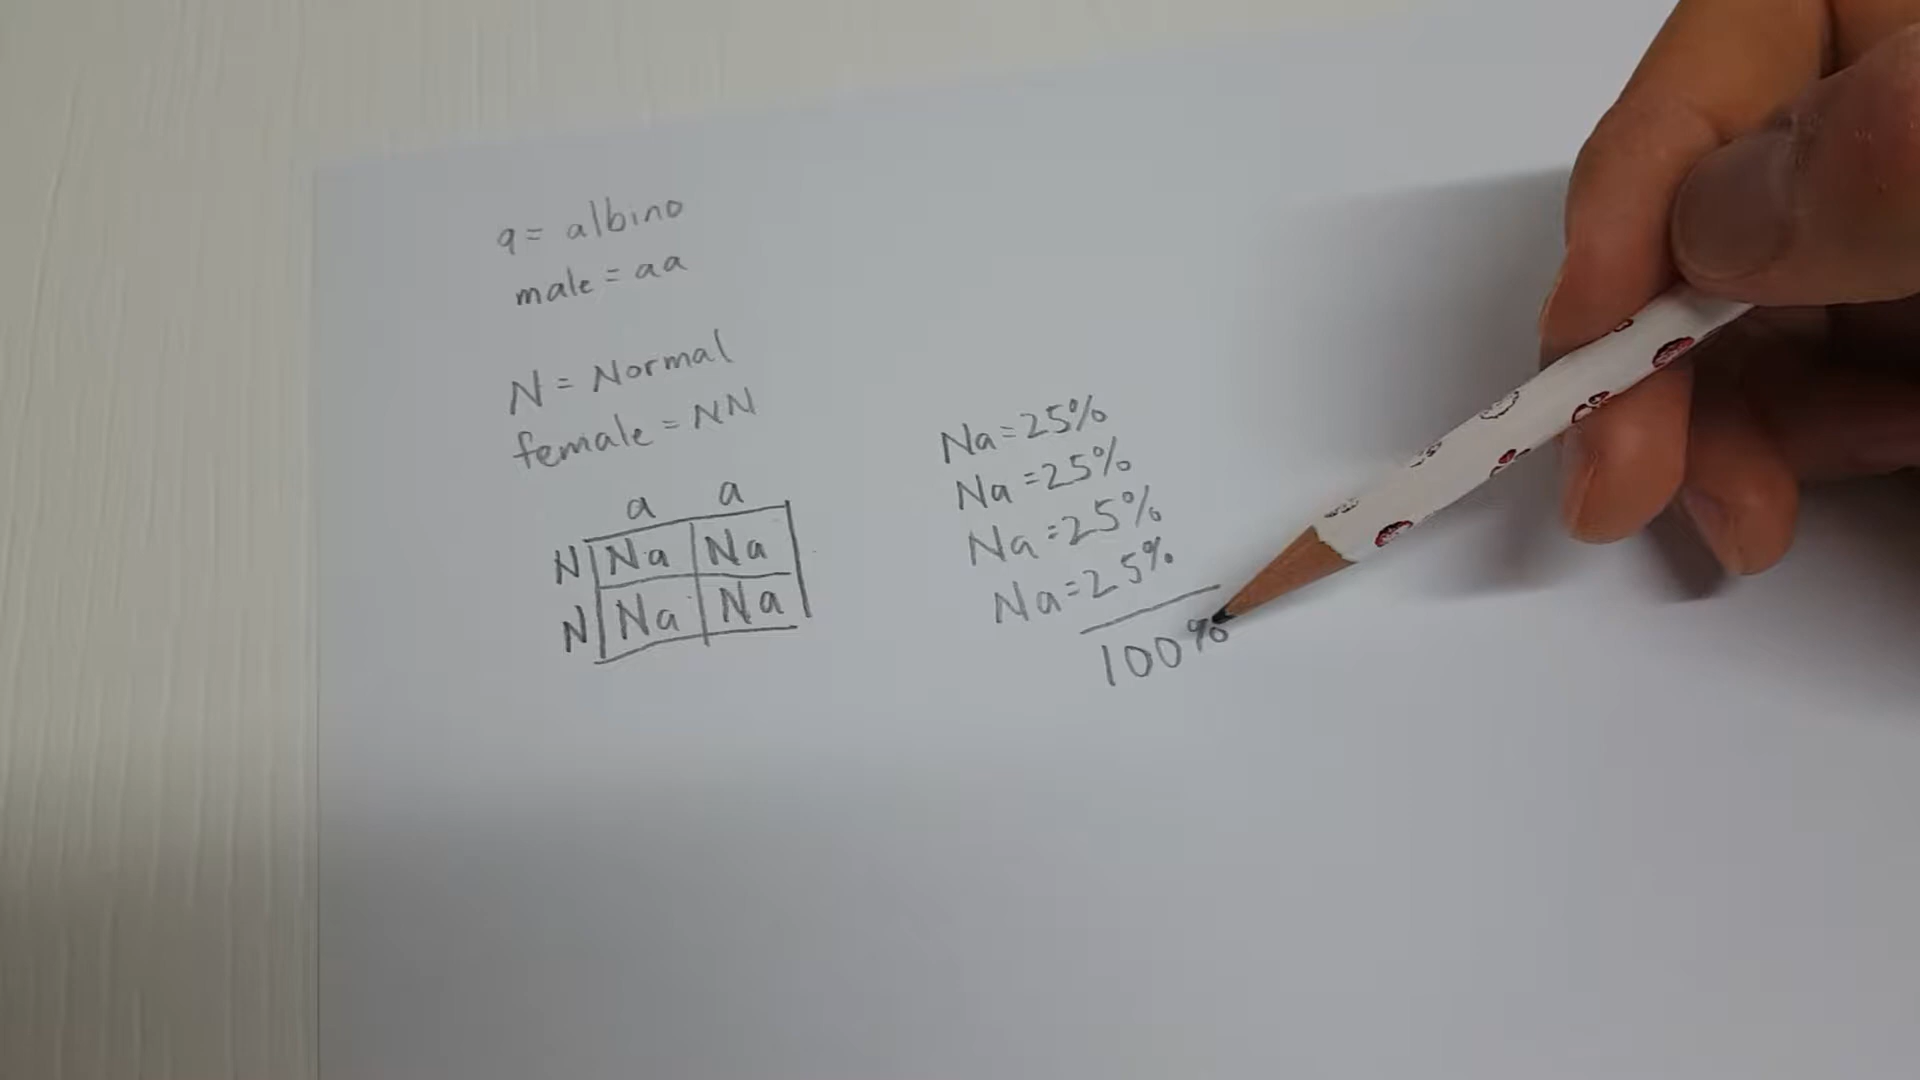 a = albino
male = aa
N = Normal
female = NN
a a
N Na Na
N Na Na
Na = 25%
Na = 25%
Na = 25%
Na = 25%
100%